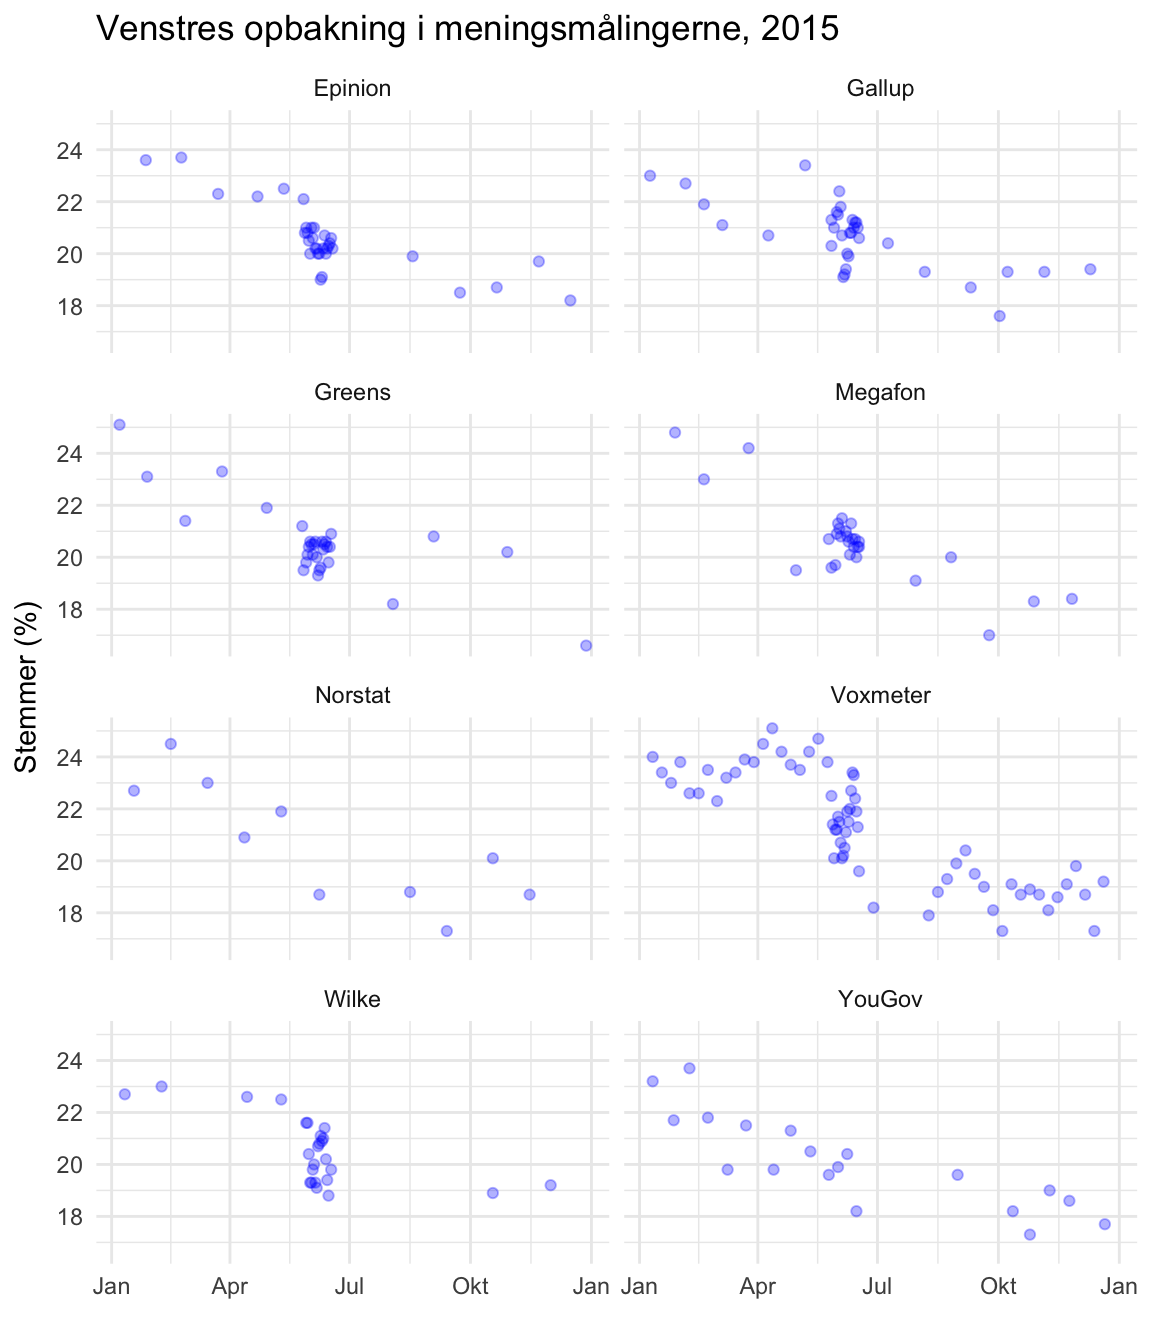 Venstres opbakning i meningsmålingerne, 2015
Epinion
Gallup
24
22
20
18
Greens
Megafon
24
22
20
18
Stemmer (%)
Norstat
Voxmeter
24
22
20
18
Wilke
YouGov
24
22
20
18
Jan Apr Jul Okt Jan Jan Apr Jul Okt Jan